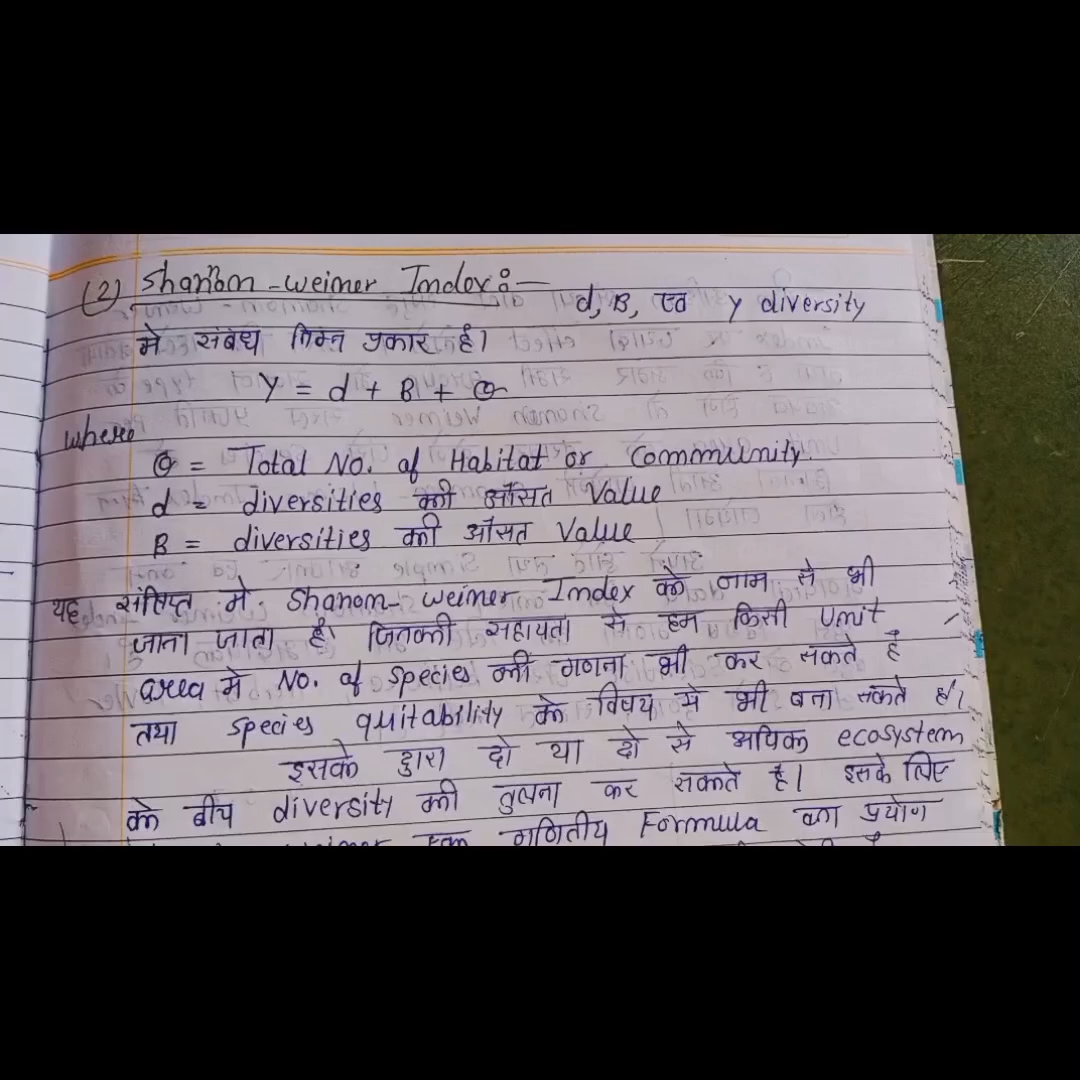 (2) Shannon-weiner Index:-
d, B, एवं y diversity
मे संबंध निम्न प्रकार है।
Y = d + B + Q
where
Q = Total No. of Habitat or Community
d = diversities की औसत Value
B = diversities की औसत Value
यह संक्षिप्त मे Shanon-weiner Index के नाम से भी
जाना जाता है। जिसकी सहायता से हम किसी Unit
area मे No. of species की गणना भी कर सकते है
तथा species quitability के विषय से भी बता सकते है।
इसके द्वारा दो या दो से अधिक ecosystem
के बीच diversity की तुलना कर सकते है। इसके लिए
एक गणितीय Formula का प्रयोग